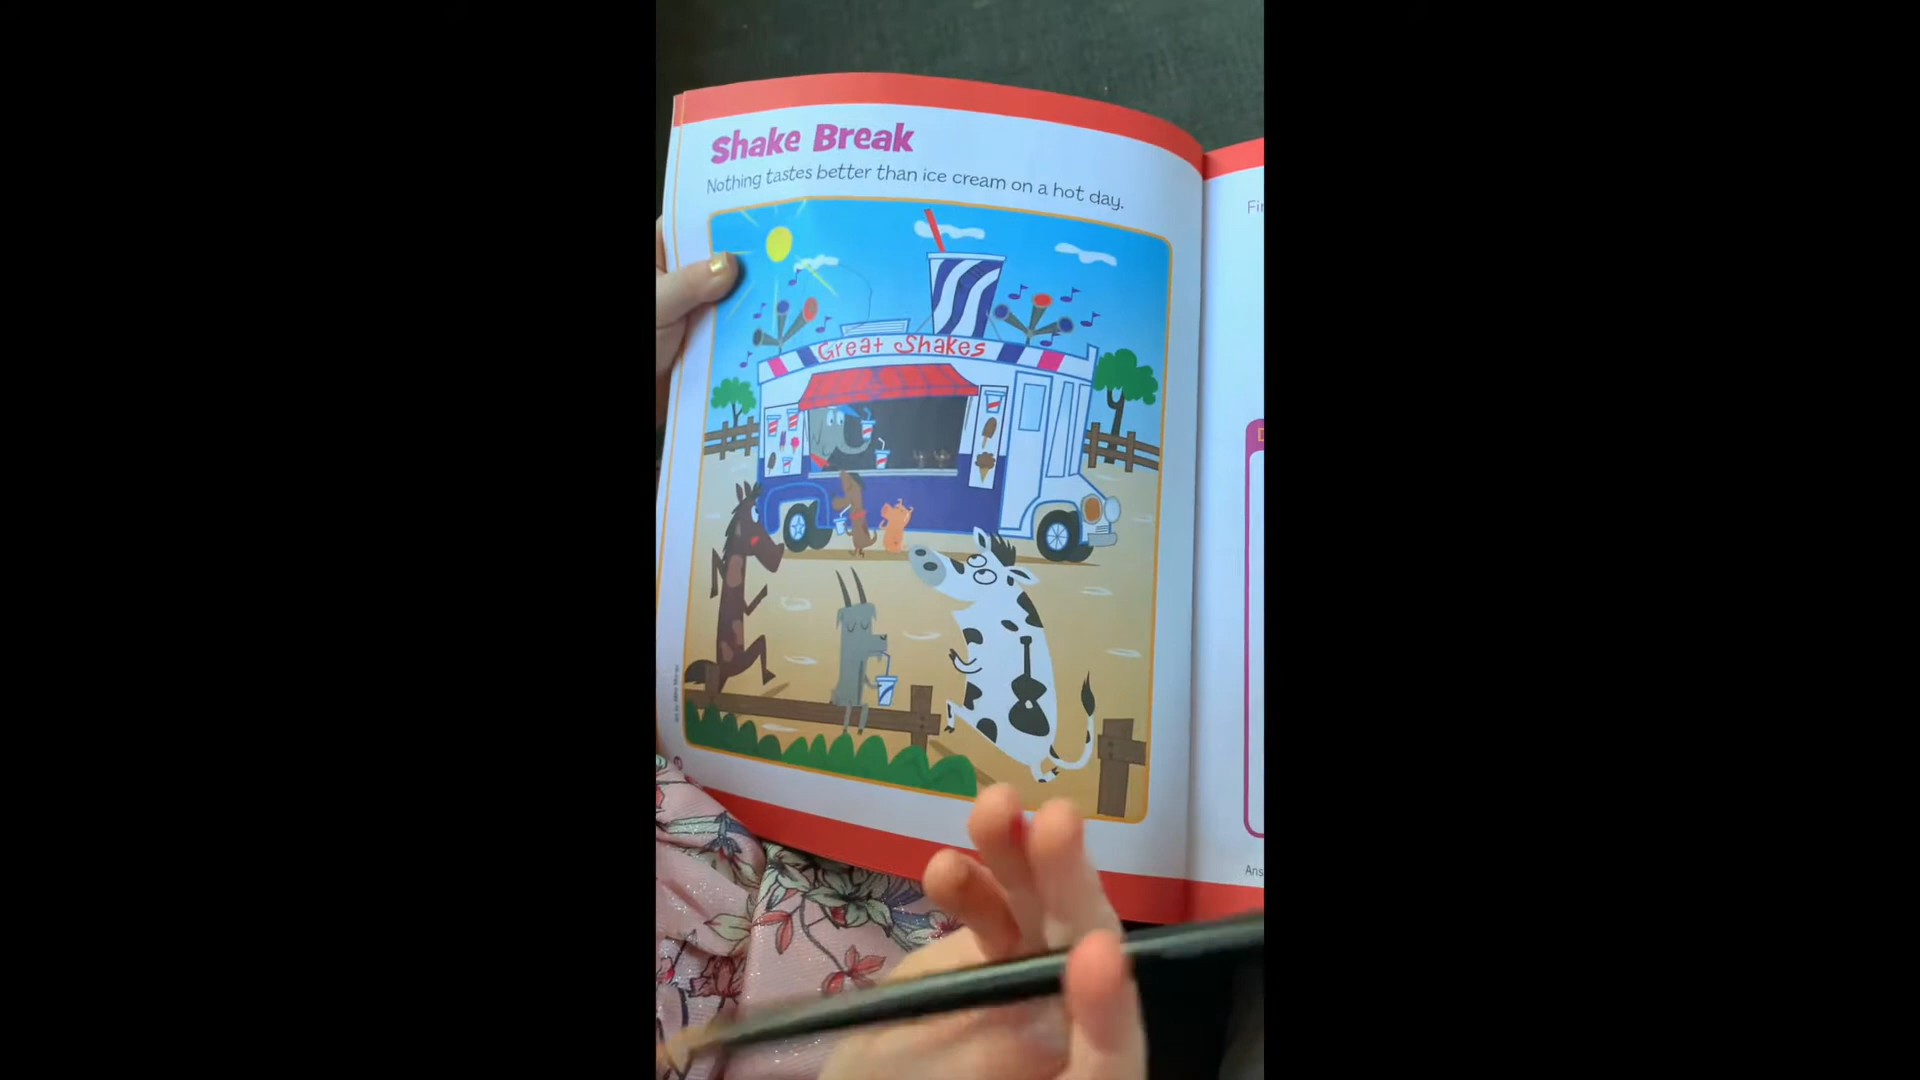 Shake Break
Nothing tastes better than ice cream on a hot day.
Great Shakes